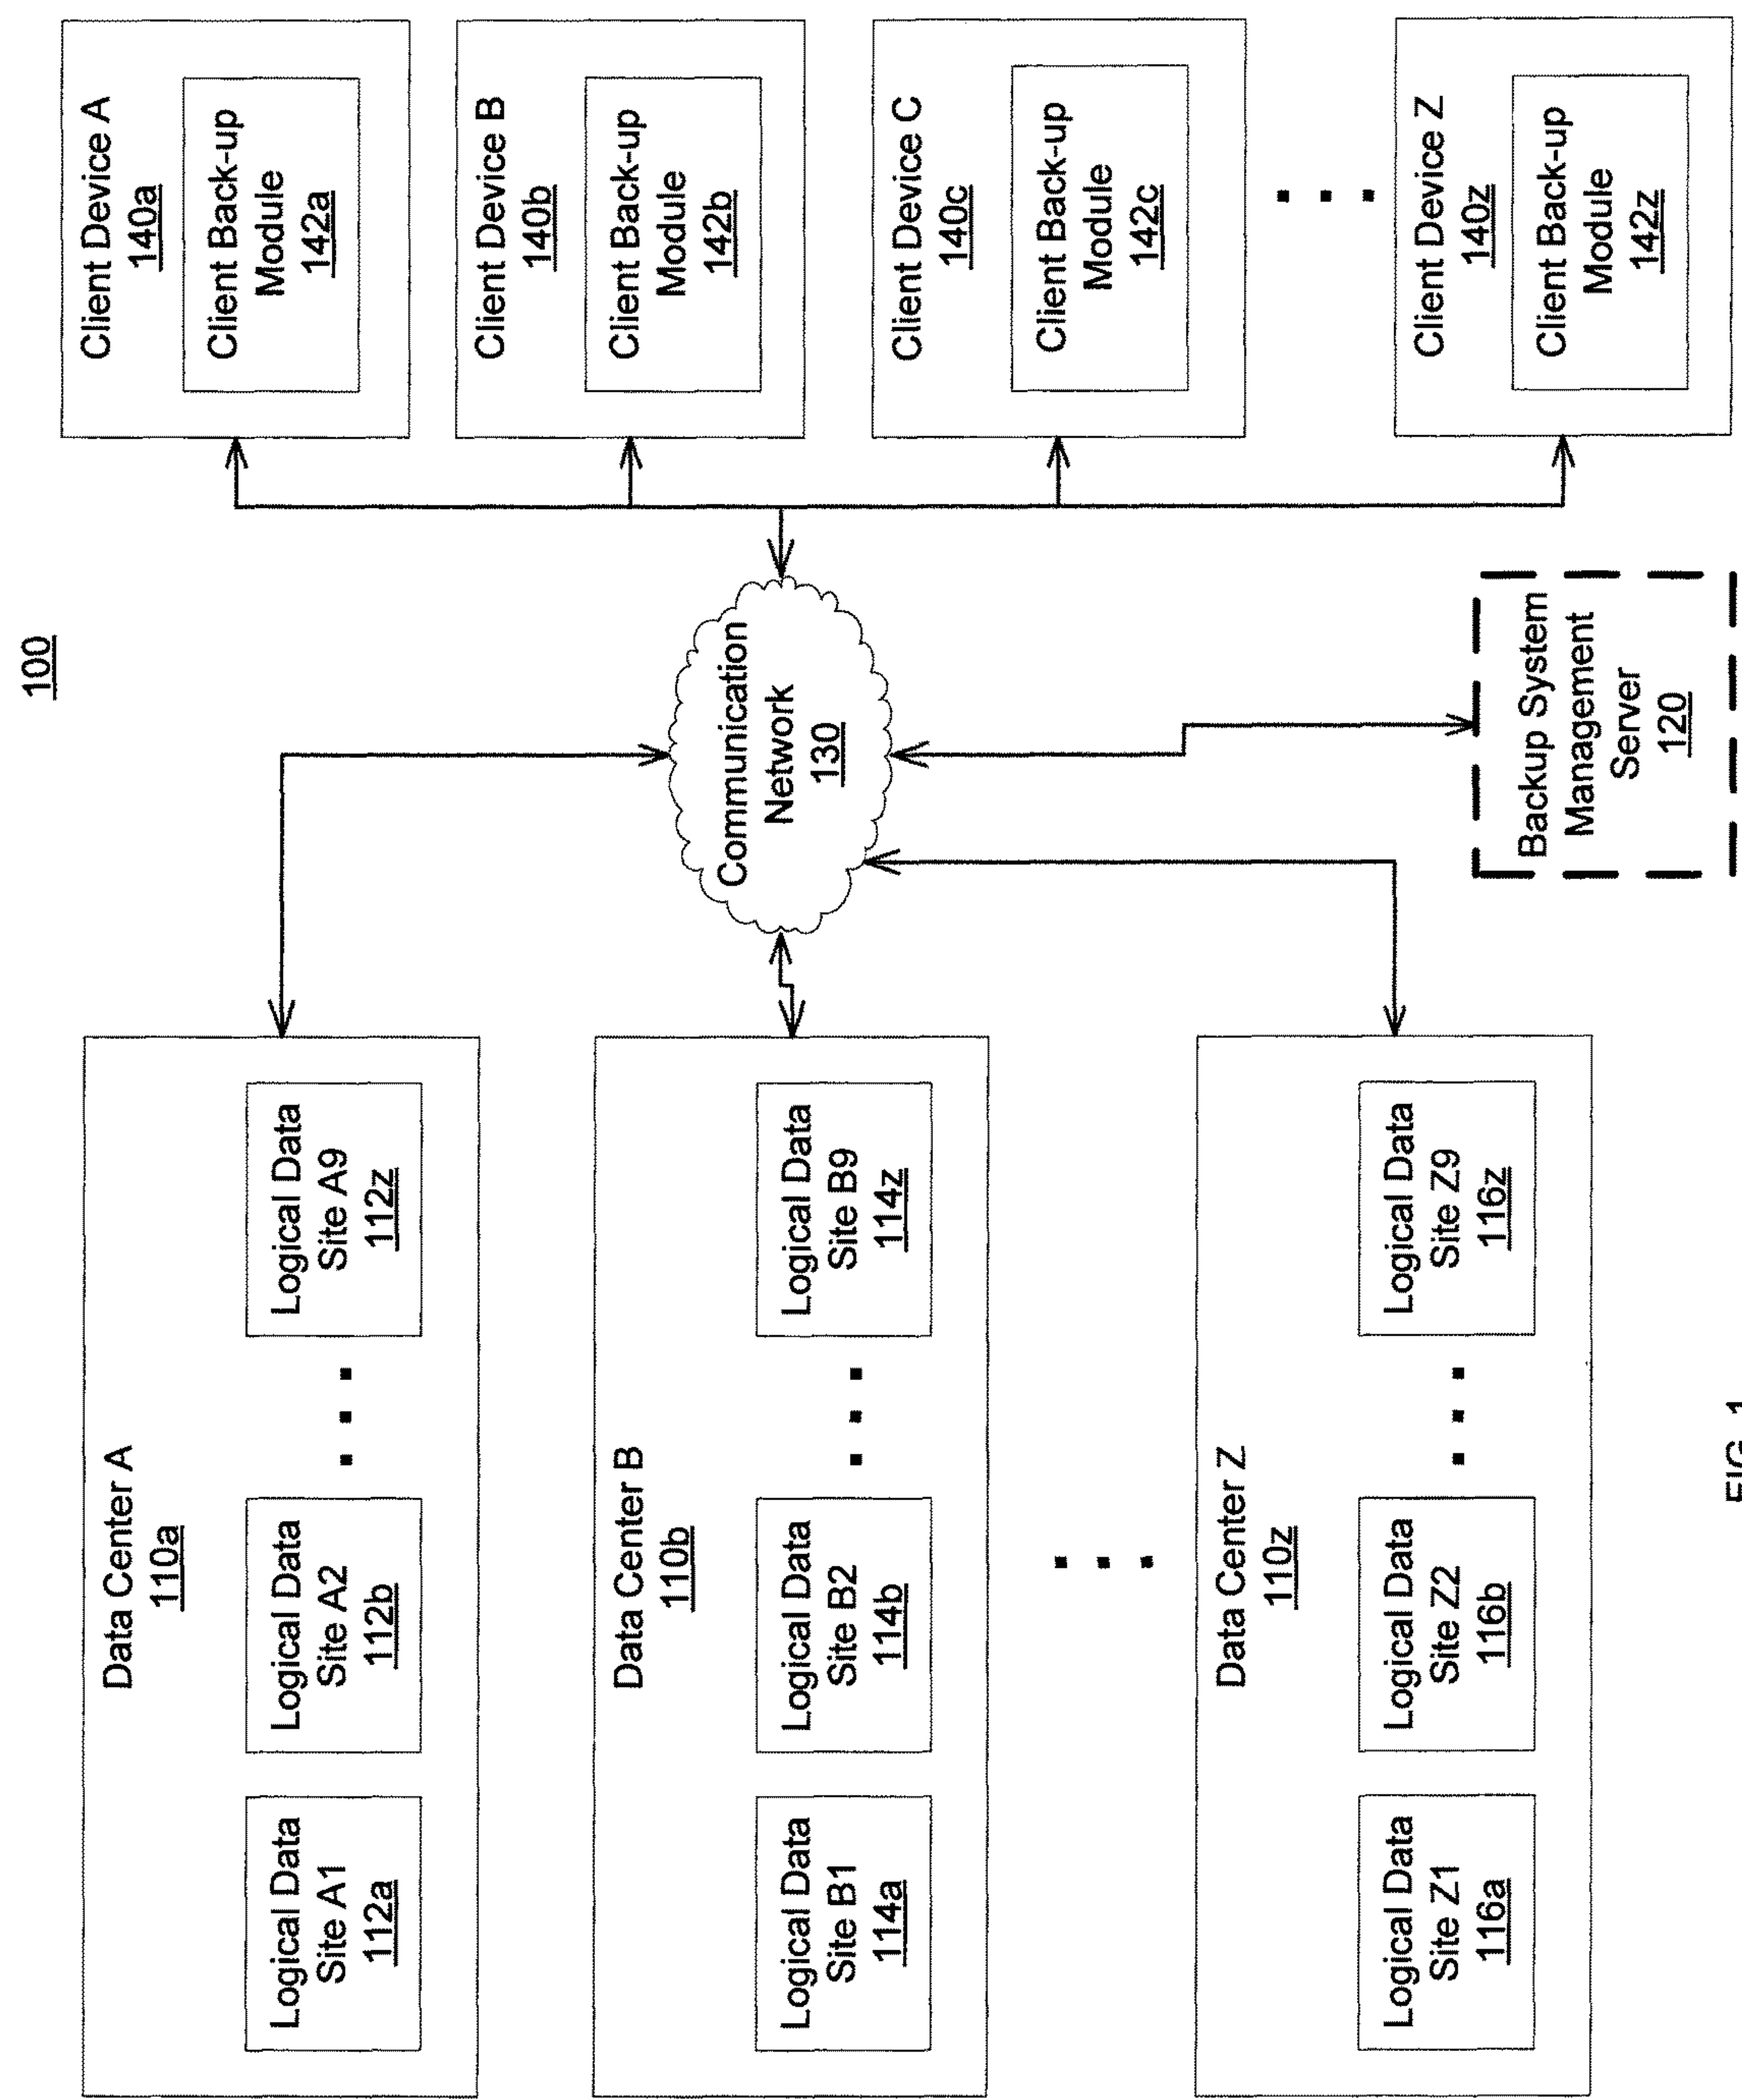 100
Data Center A
110a
Logical Data
Site A1
112a
Logical Data
Site A2
112b
Logical Data
Site A9
112z
Data Center B
110b
Logical Data
Site B1
114a
Logical Data
Site B2
114b
Logical Data
Site B9
114z
Data Center Z
110z
Logical Data
Site Z1
116a
Logical Data
Site Z2
116b
Logical Data
Site Z9
116z
Communication
Network
130
Backup System
Management
Server
120
Client Device A
140a
Client Back-up
Module
142a
Client Device B
140b
Client Back-up
Module
142b
Client Device C
140c
Client Back-up
Module
142c
Client Device Z
140z
Client Back-up
Module
142z
FIG. 1